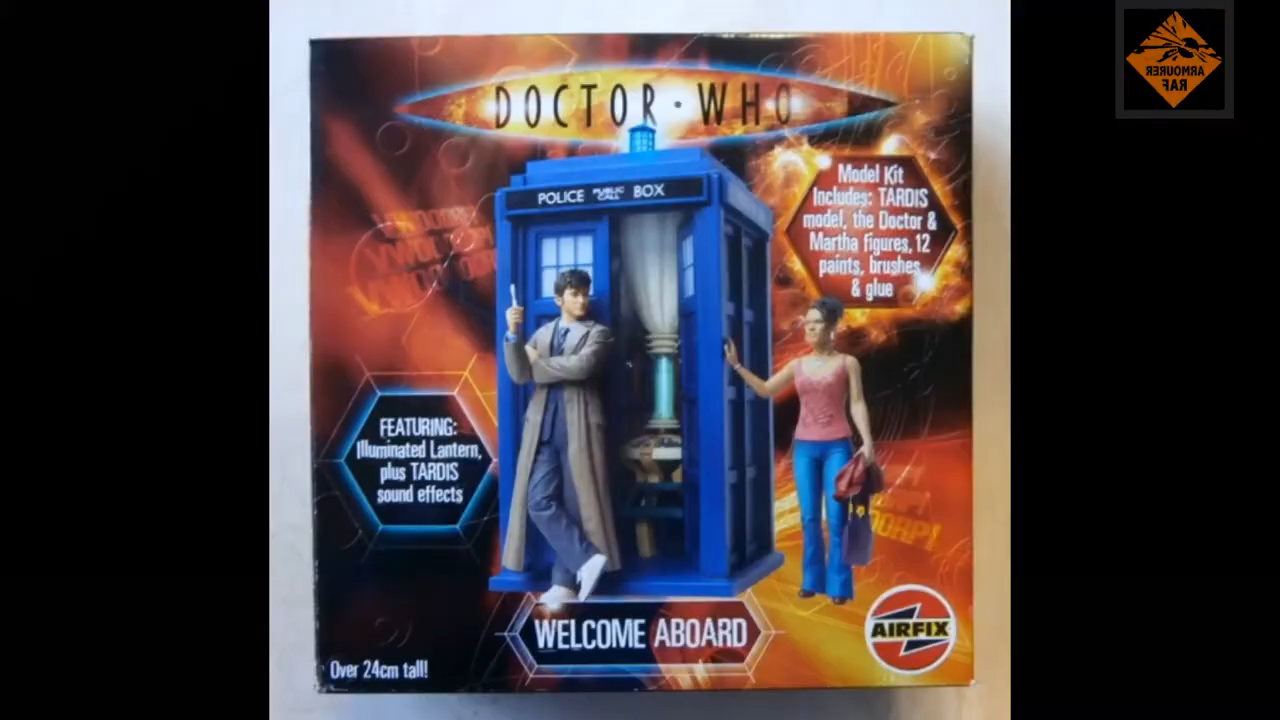 ARMOURER
RAF
DOCTOR · WHO
POLICE PUBLIC CALL BOX
Model Kit
Includes: TARDIS
model, the Doctor &
Martha figures, 12
paints, brushes
& glue
FEATURING:
Illuminated Lantern,
plus TARDIS
sound effects
WELCOME ABOARD
AIRFIX
Over 24cm tall!